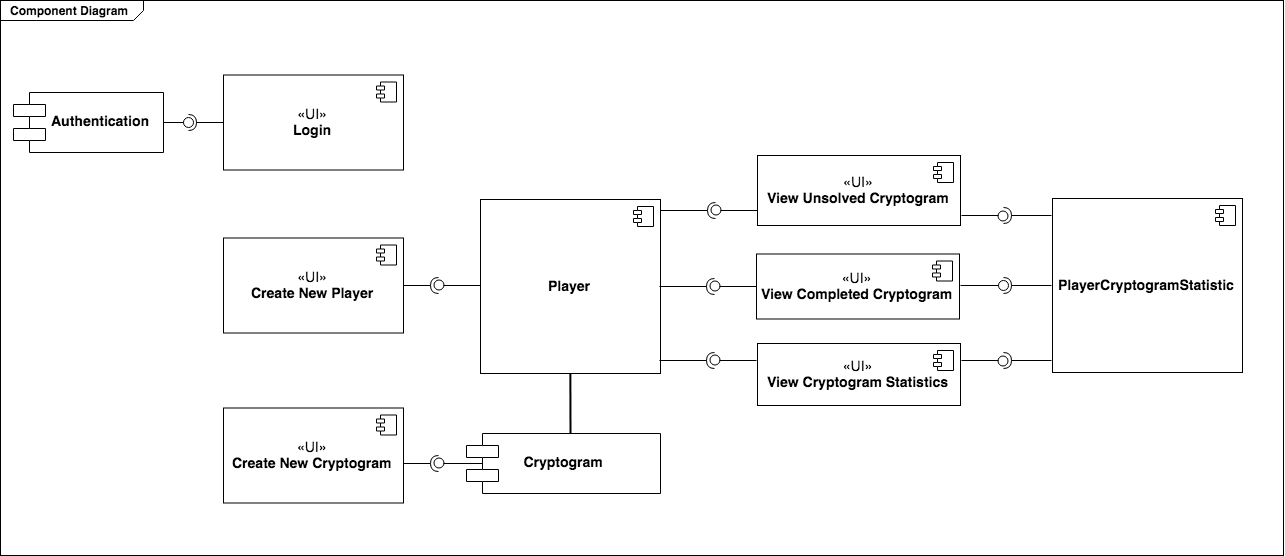 Component Diagram
Authentication
«UI»
Login
«UI»
Create New Player
«UI»
Create New Cryptogram
Player
Cryptogram
«UI»
View Unsolved Cryptogram
«UI»
View Completed Cryptogram
«UI»
View Cryptogram Statistics
PlayerCryptogramStatistic